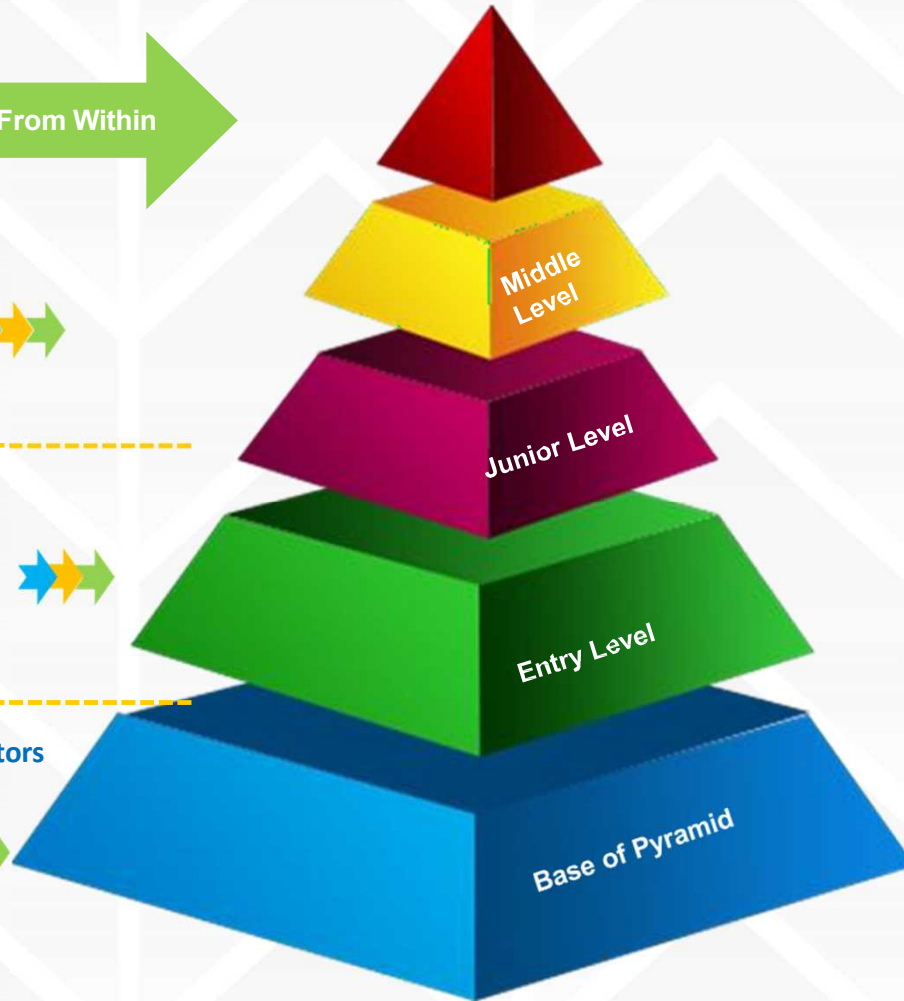 From Within
Middle
Level
Junior Level
Entry Level
tors
Base of Pyramid